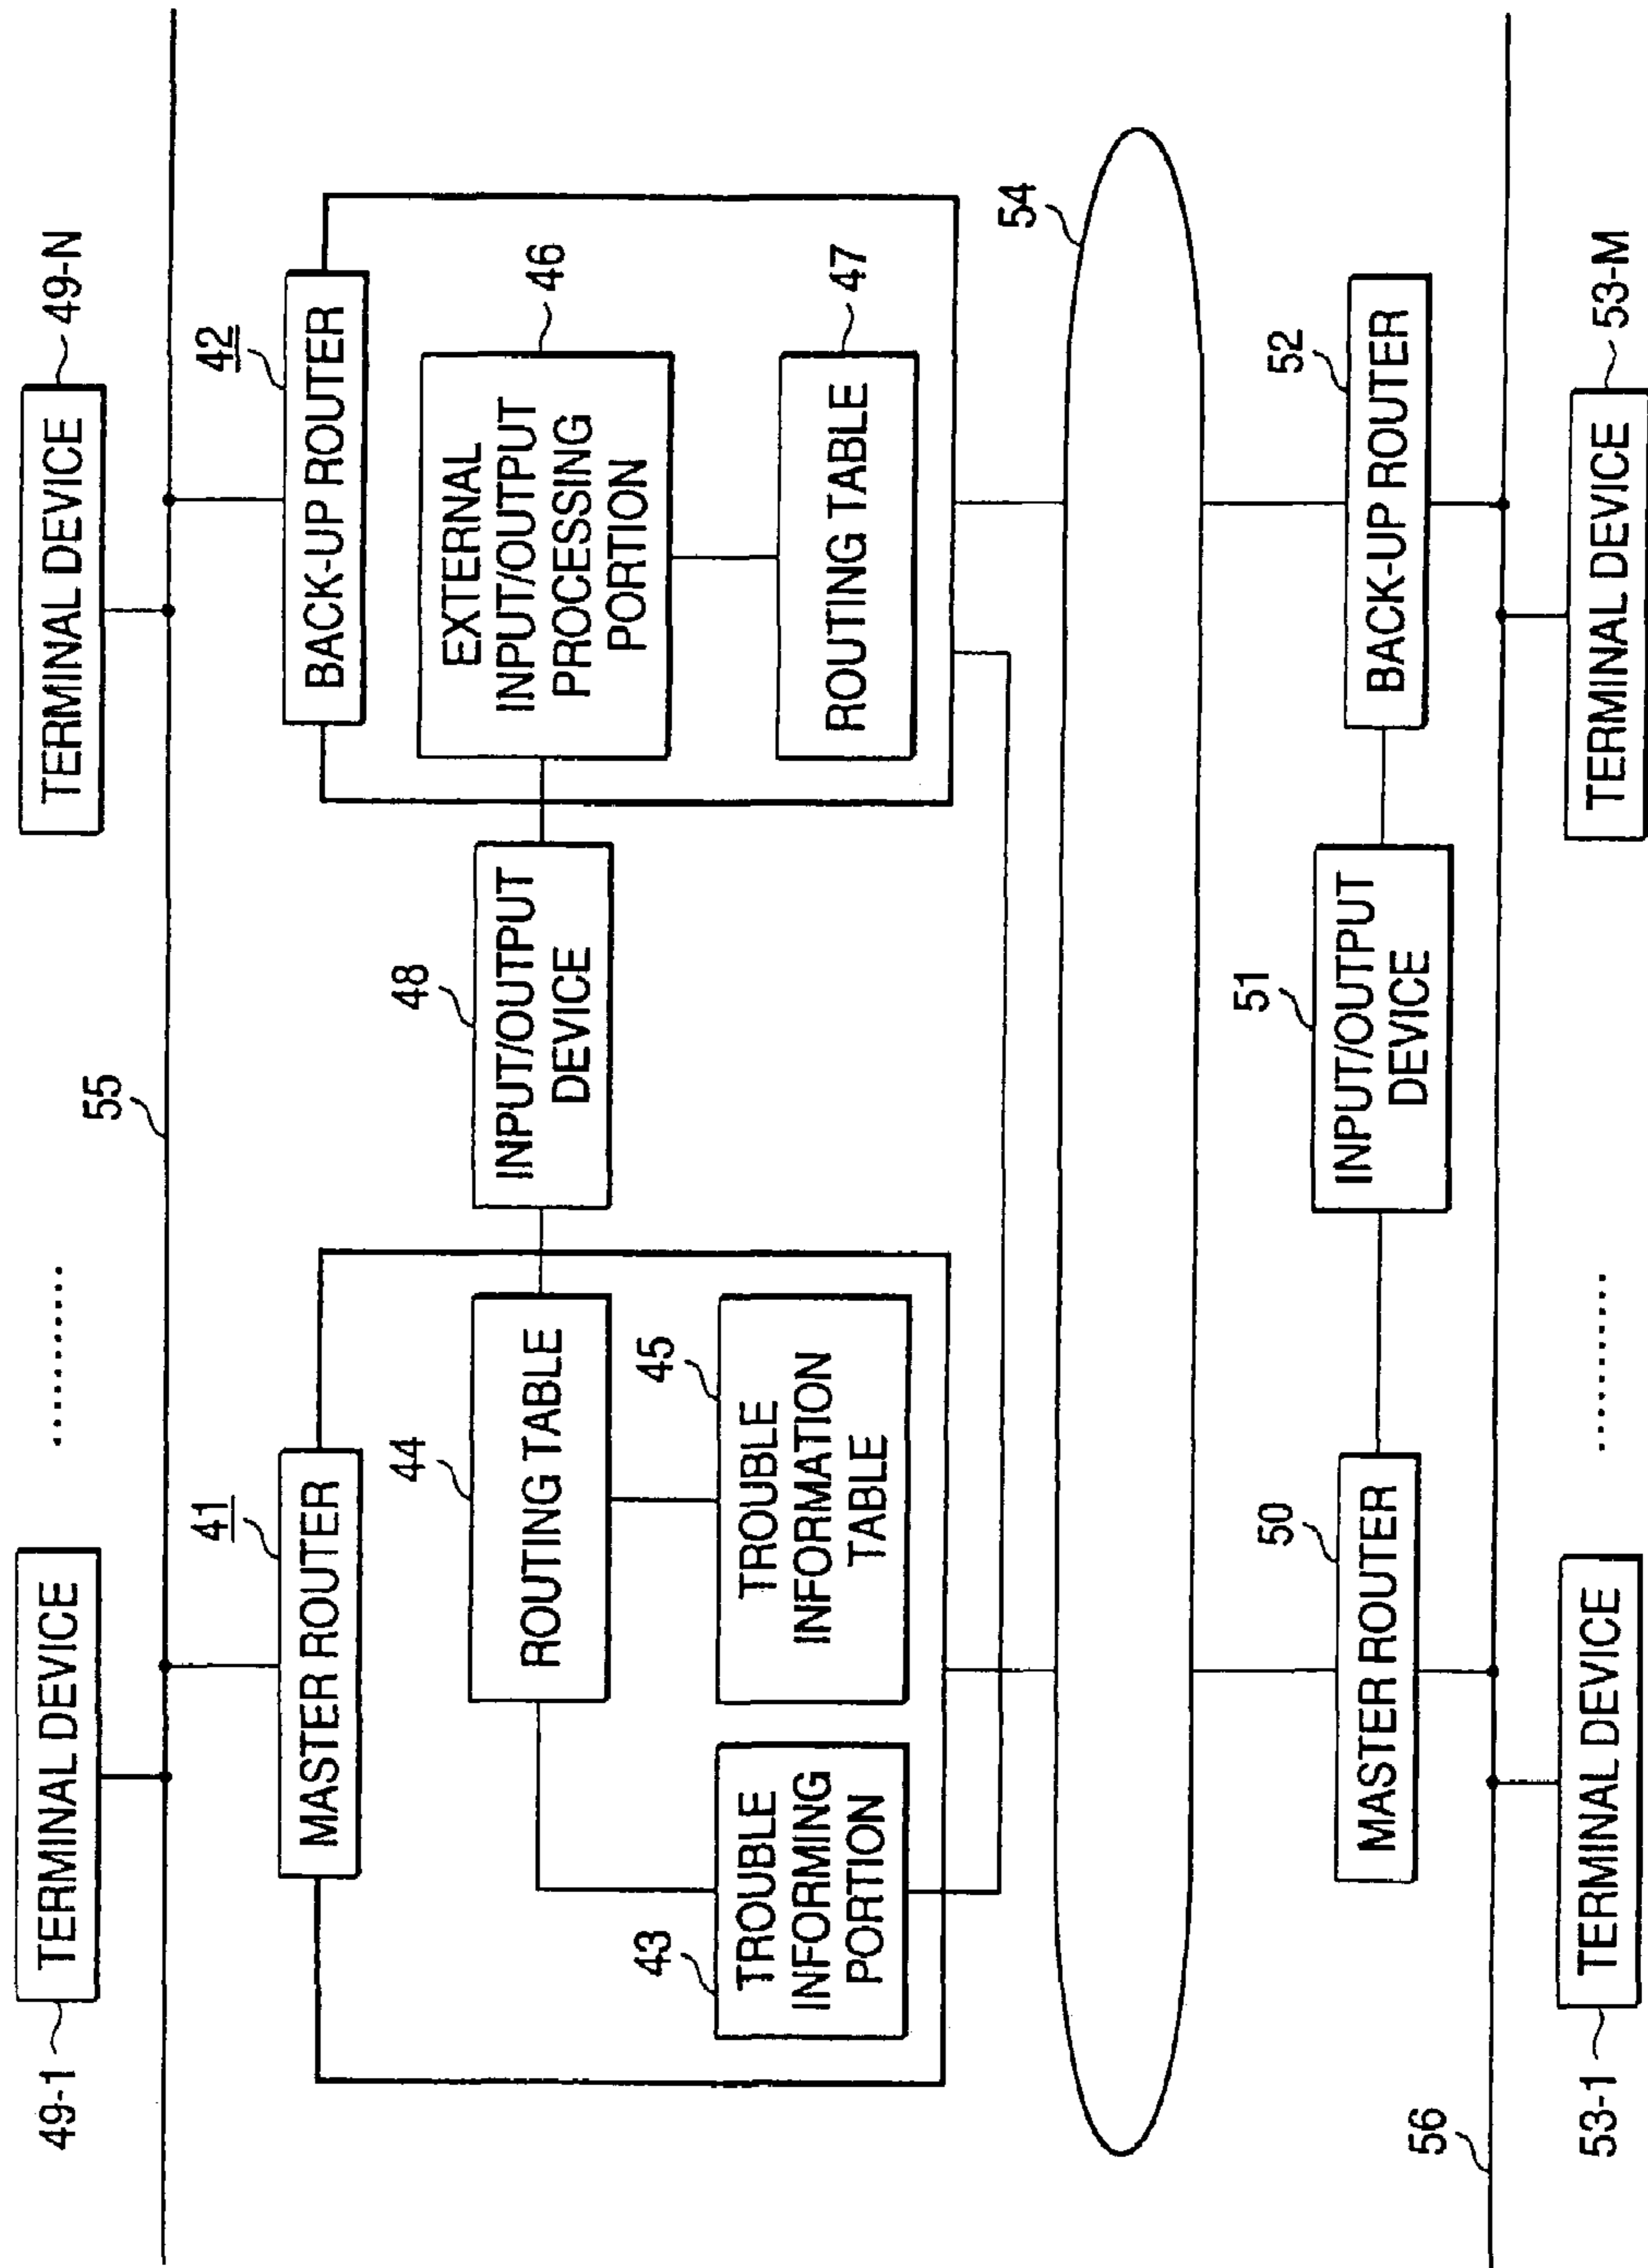 49-1
TERMINAL DEVICE
..........
TERMINAL DEVICE
49-N
55
41
MASTER ROUTER
42
BACK-UP ROUTER
44
ROUTING TABLE
48
INPUT/OUTPUT
DEVICE
EXTERNAL
INPUT/OUTPUT
PROCESSING
PORTION
46
43
TROUBLE
INFORMING
PORTION
45
TROUBLE
INFORMATION
TABLE
ROUTING TABLE
47
54
50
MASTER ROUTER
51
INPUT/OUTPUT
DEVICE
52
BACK-UP ROUTER
56
53-1
TERMINAL DEVICE
..........
TERMINAL DEVICE
53-M